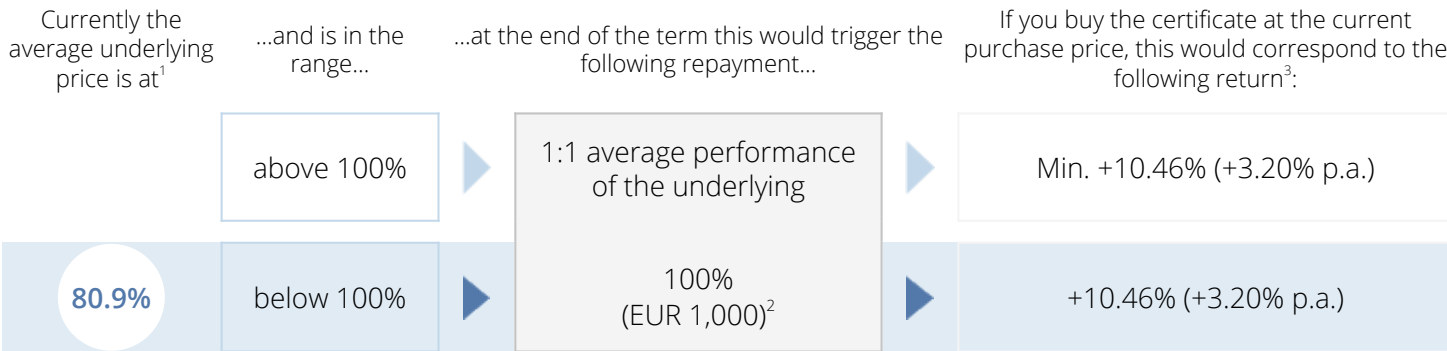 Currently the
average underlying
price is at¹
...and is in the
range...
...at the end of the term this would trigger the
following repayment...
If you buy the certificate at the current
purchase price, this would correspond to the
following return³:
above 100%
1:1 average performance
of the underlying
Min. +10.46% (+3.20% p.a.)
80.9%
below 100%
100%
(EUR 1,000)²
+10.46% (+3.20% p.a.)